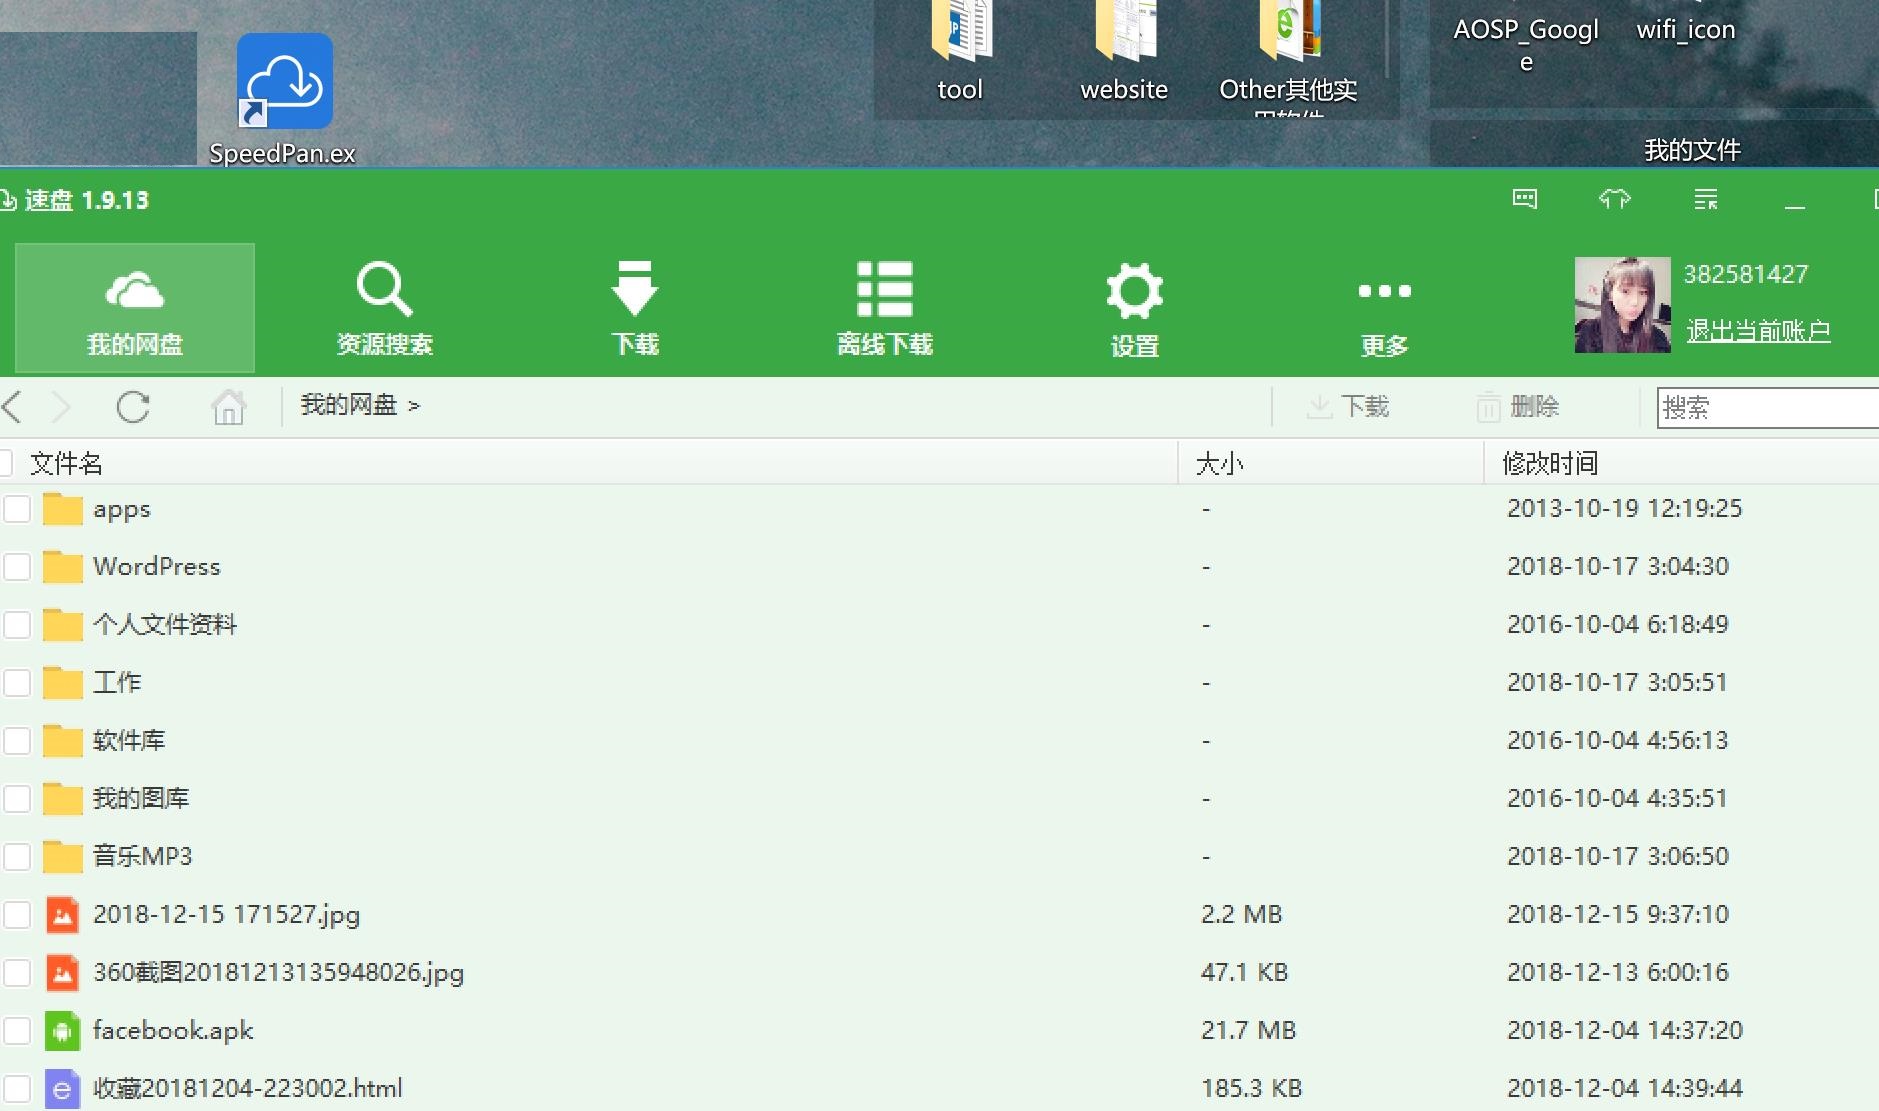 AOSP_Googl
e
wifi_icon
tool
website
Other其他实
用软件
我的文件
SpeedPan.ex
速盘 1.9.13
我的网盘
资源搜索
下载
离线下载
设置
更多
382581427
退出当前账户
我的网盘 >
下载
删除
搜索
文件名 大小 修改时间
apps - 2013-10-19 12:19:25
WordPress - 2018-10-17 3:04:30
个人文件资料 - 2016-10-04 6:18:49
工作 - 2018-10-17 3:05:51
软件库 - 2016-10-04 4:56:13
我的图库 - 2016-10-04 4:35:51
音乐MP3 - 2018-10-17 3:06:50
2018-12-15 171527.jpg 2.2 MB 2018-12-15 9:37:10
360截图20181213135948026.jpg 47.1 KB 2018-12-13 6:00:16
facebook.apk 21.7 MB 2018-12-04 14:37:20
收藏20181204-223002.html 185.3 KB 2018-12-04 14:39:44